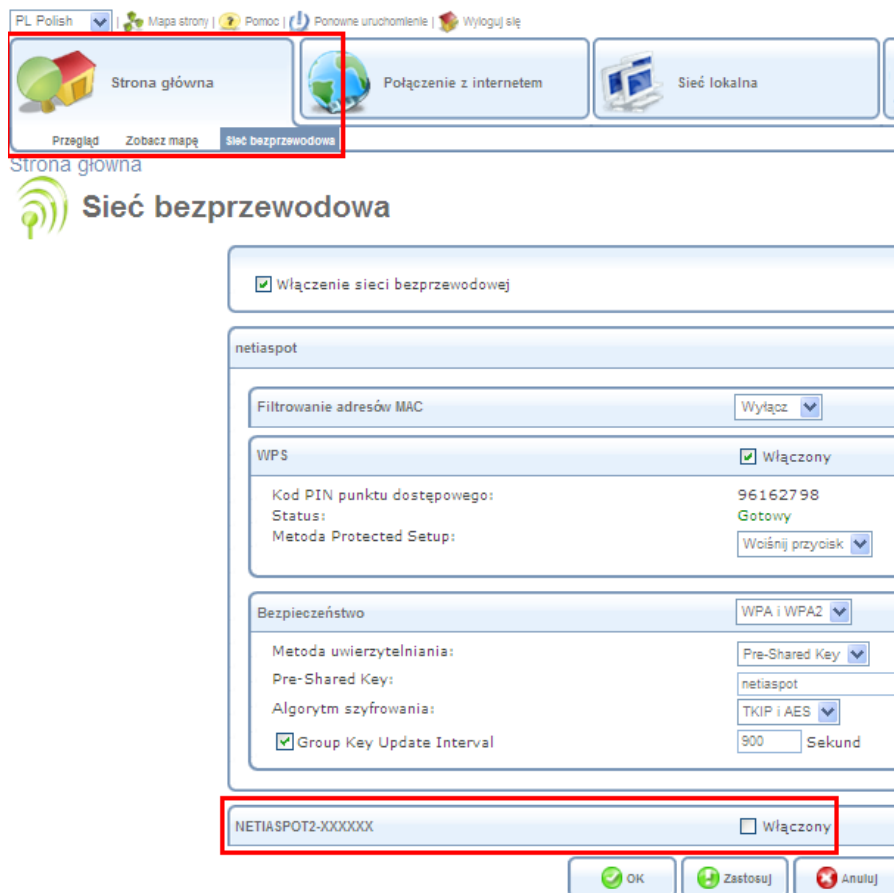 PL Polish | Mapa strony | Pomoc | Ponowne uruchomienie | Wyloguj się
Strona główna Połączenie z internetem Sieć lokalna
Przegląd Zobacz mapę Sieć bezprzewodowa
Strona główna
Sieć bezprzewodowa
Włączenie sieci bezprzewodowej
netiaspot
Filtrowanie adresów MAC Wyłącz
WPS Włączony
Kod PIN punktu dostępowego: 96162798
Status: Gotowy
Metoda Protected Setup: Wciśnij przycisk
Bezpieczeństwo WPA i WPA2
Metoda uwierzytelniania: Pre-Shared Key
Pre-Shared Key: netiaspot
Algorytm szyfrowania: TKIP i AES
Group Key Update Interval 900 Sekund
NETIASPOT2-XXXXXX Włączony
OK Zastosuj Anuluj